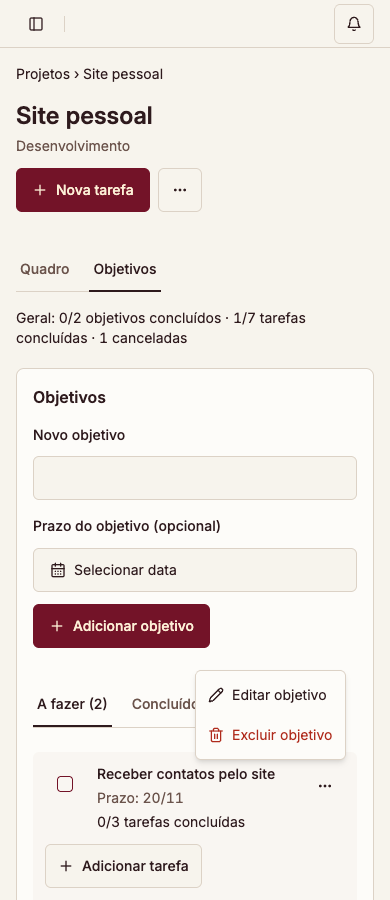 Projetos › Site pessoal
Site pessoal
Desenvolvimento
Nova tarefa
Quadro Objetivos
Geral: 0/2 objetivos concluídos · 1/7 tarefas
concluídas · 1 canceladas
Objetivos
Novo objetivo
Prazo do objetivo (opcional)
Selecionar data
Adicionar objetivo
Editar objetivo
A fazer (2)
Excluir objetivo
Receber contatos pelo site
Prazo: 20/11
0/3 tarefas concluídas
Adicionar tarefa